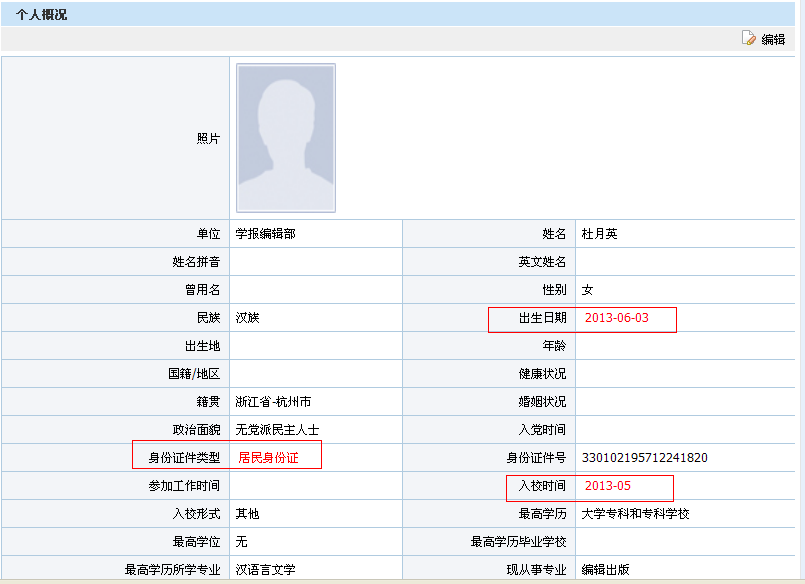 个人概况
编辑
照片
单位 学报编辑部 姓名 杜月英
姓名拼音 英文姓名
曾用名 性别 女
民族 汉族 出生日期 2013-06-03
出生地 年龄
国籍/地区 健康状况
籍贯 浙江省-杭州市 婚姻状况
政治面貌 无党派民主人士 入党时间
身份证件类型 居民身份证 身份证件号 330102195712241820
参加工作时间 入校时间 2013-05
入校形式 其他 最高学历 大学专科和专科学校
最高学位 无 最高学历毕业学校
最高学历所学专业 汉语言文学 现从事专业 编辑出版